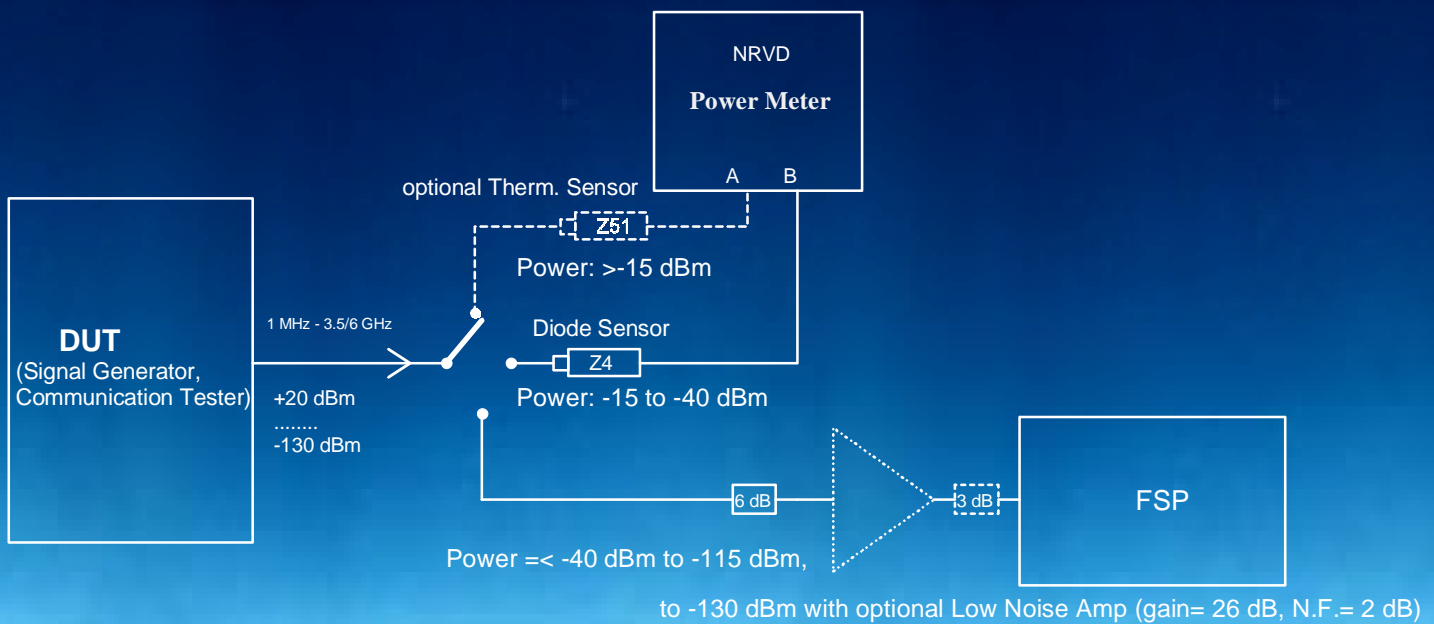 NRVD
Power Meter
A B
optional Therm. Sensor
Z51
Power: >-15 dBm
DUT
(Signal Generator,
Communication Tester)
1 MHz - 3.5/6 GHz
+20 dBm
........
-130 dBm
Diode Sensor
Z4
Power: -15 to -40 dBm
6 dB
3 dB
FSP
Power =< -40 dBm to -115 dBm,
to -130 dBm with optional Low Noise Amp (gain= 26 dB, N.F.= 2 dB)